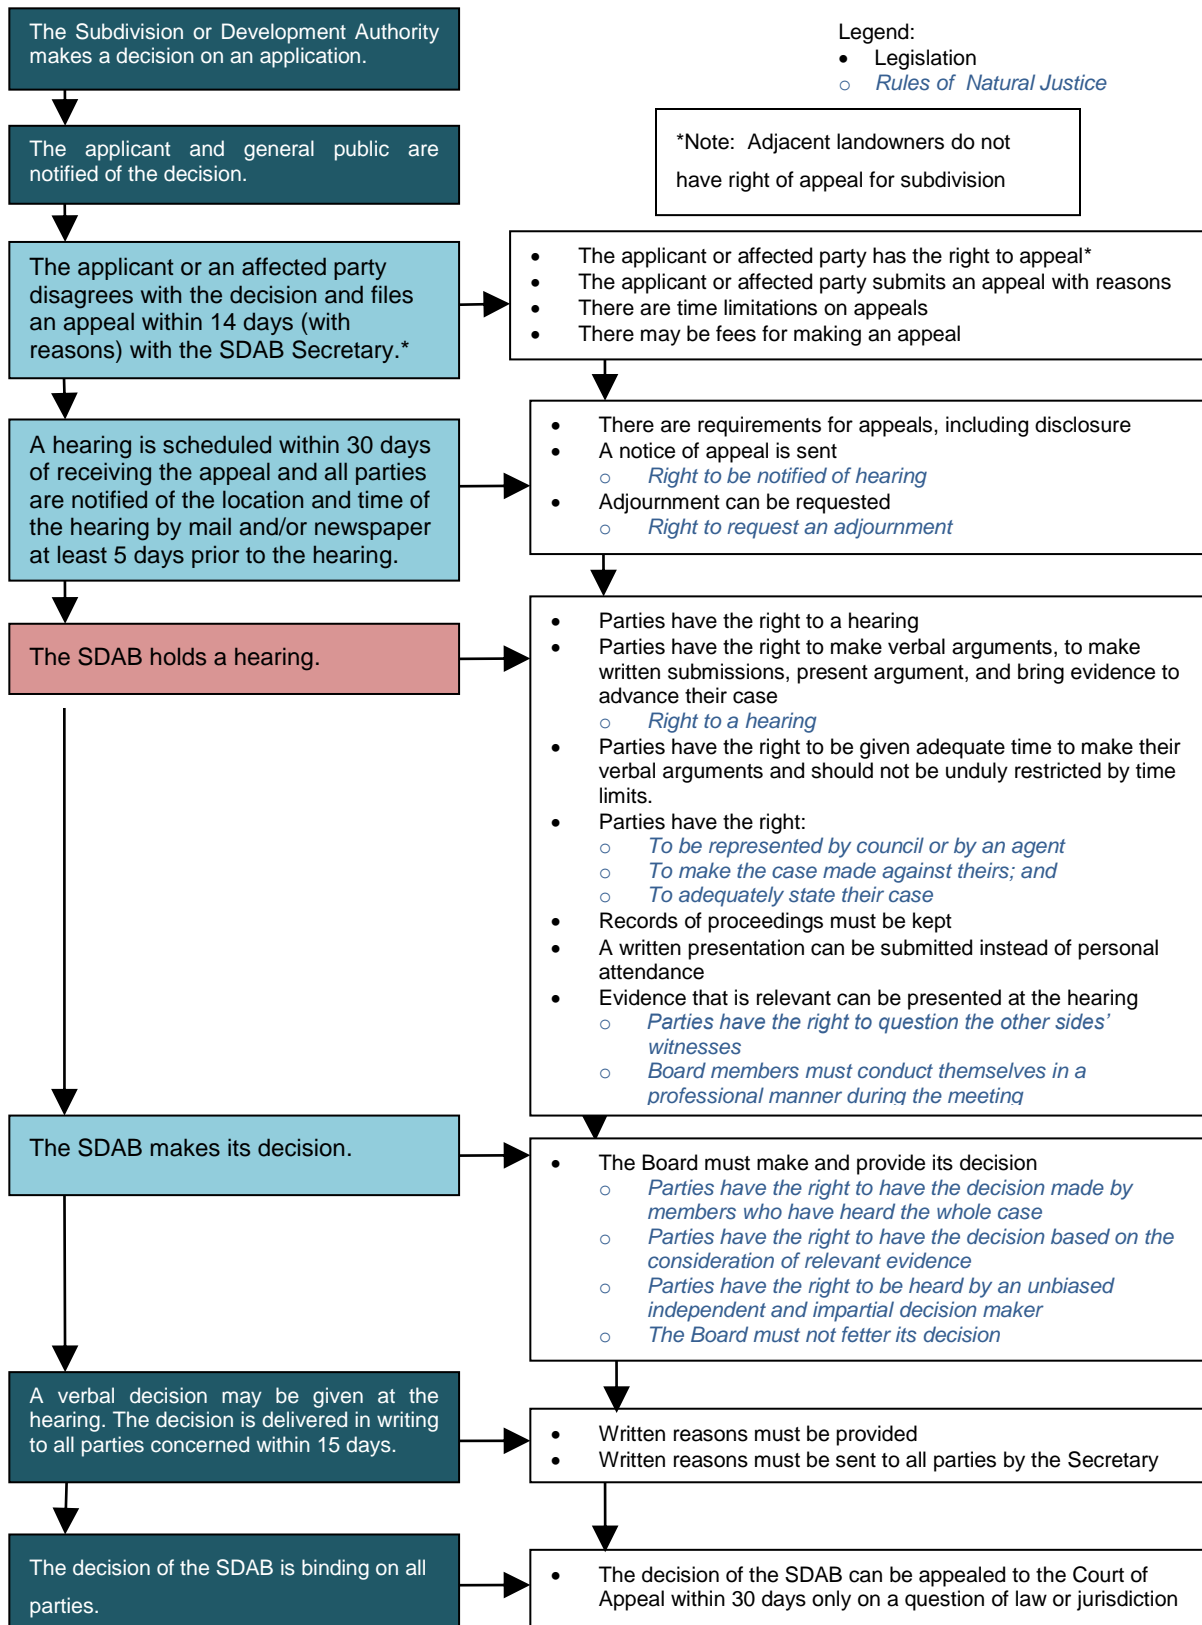 The Subdivision or Development Authority
makes a decision on an application.
Legend:
• Legislation
o Rules of Natural Justice
The applicant and general public are
notified of the decision.
*Note: Adjacent landowners do not
have right of appeal for subdivision
The applicant or an affected party
disagrees with the decision and files
an appeal within 14 days (with
reasons) with the SDAB Secretary.*
• The applicant or affected party has the right to appeal*
• The applicant or affected party submits an appeal with reasons
• There are time limitations on appeals
• There may be fees for making an appeal
A hearing is scheduled within 30 days
of receiving the appeal and all parties
are notified of the location and time of
the hearing by mail and/or newspaper
at least 5 days prior to the hearing.
• There are requirements for appeals, including disclosure
• A notice of appeal is sent
o Right to be notified of hearing
• Adjournment can be requested
o Right to request an adjournment
The SDAB holds a hearing.
• Parties have the right to a hearing
• Parties have the right to make verbal arguments, to make
written submissions, present argument, and bring evidence to
advance their case
o Right to a hearing
• Parties have the right to be given adequate time to make their
verbal arguments and should not be unduly restricted by time
limits.
• Parties have the right:
o To be represented by council or by an agent
o To make the case made against theirs; and
o To adequately state their case
• Records of proceedings must be kept
• A written presentation can be submitted instead of personal
attendance
• Evidence that is relevant can be presented at the hearing
o Parties have the right to question the other sides’
witnesses
o Board members must conduct themselves in a
professional manner during the meeting
The SDAB makes its decision.
• The Board must make and provide its decision
o Parties have the right to have the decision made by
members who have heard the whole case
o Parties have the right to have the decision based on the
consideration of relevant evidence
o Parties have the right to be heard by an unbiased
independent and impartial decision maker
o The Board must not fetter its decision
A verbal decision may be given at the
hearing. The decision is delivered in writing
to all parties concerned within 15 days.
• Written reasons must be provided
• Written reasons must be sent to all parties by the Secretary
The decision of the SDAB is binding on all
parties.
• The decision of the SDAB can be appealed to the Court of
Appeal within 30 days only on a question of law or jurisdiction